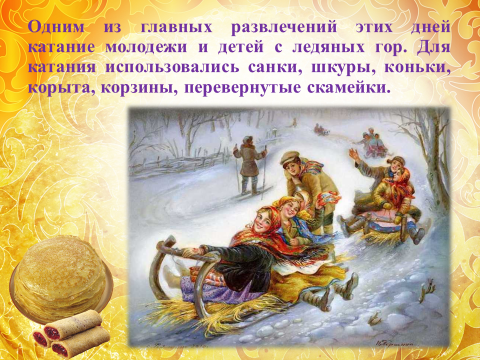 Одним из главных развлечений этих дней
катание молодежи и детей с ледяных гор. Для
катания использовались санки, шкуры, коньки,
корыта, корзины, перевернутые скамейки.